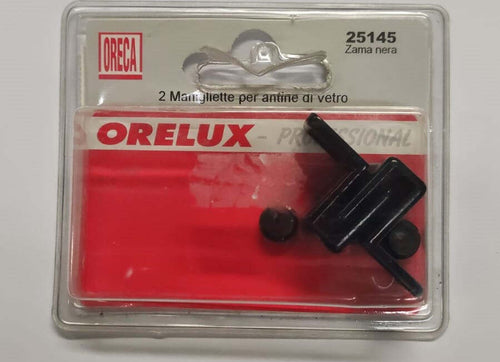 ORECA
25145
Zama nera
2 Manigliette per antine di vetro
ORELUX - PROFESSIONAL